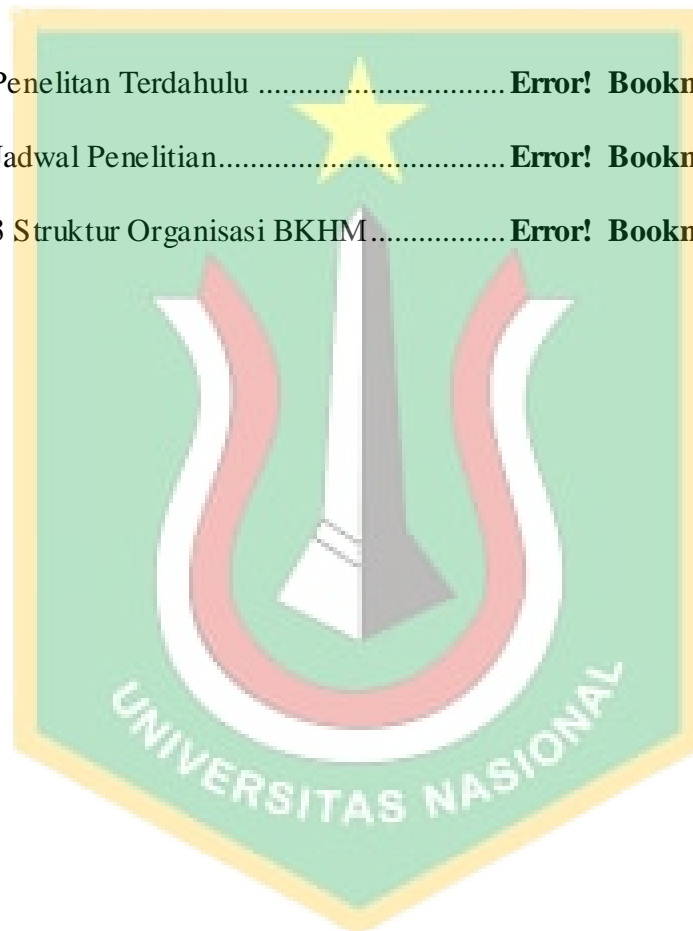 Penelitan Terdahulu ............................... Error! Bookm
Jadwal Penelitian.................................... Error! Bookm
3 Struktur Organisasi BKHM................. Error! Bookm
UNIVERSITAS NASIONAL